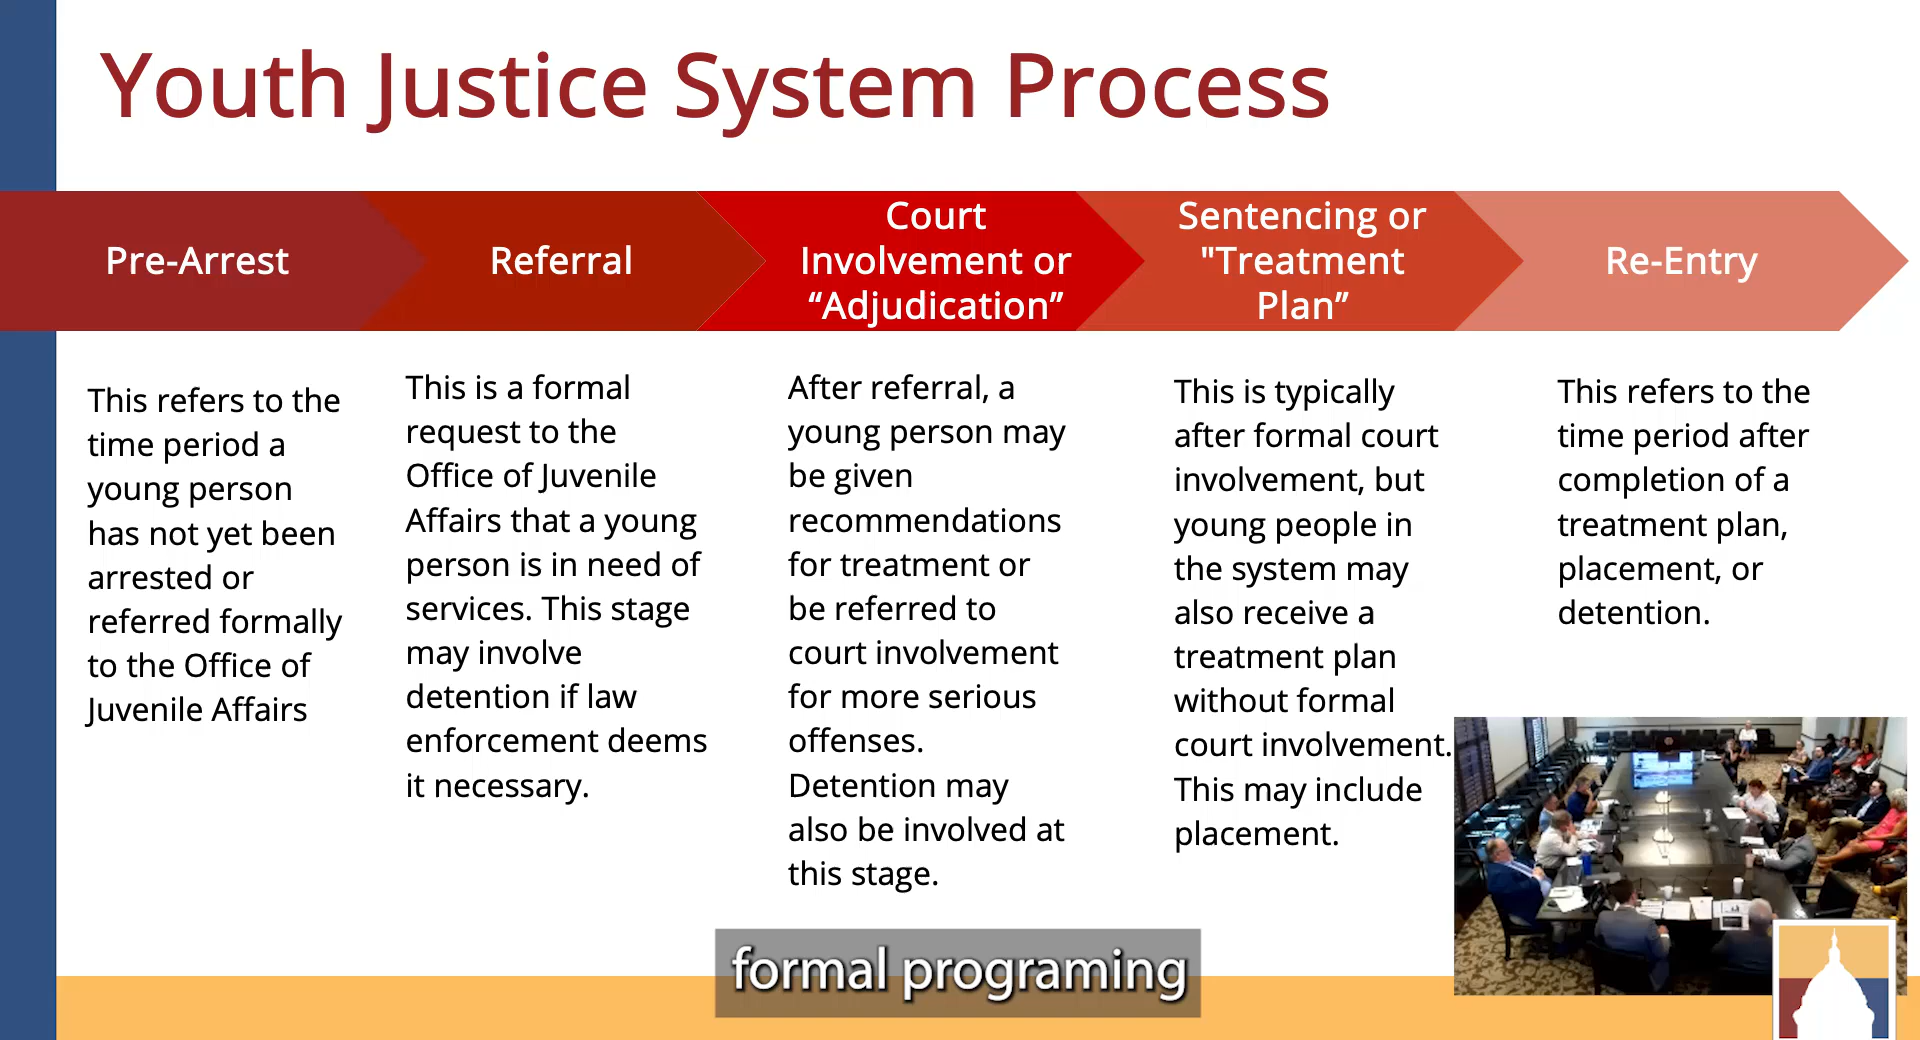 Youth Justice System Process
Pre-Arrest
This refers to the
time period a
young person
has not yet been
arrested or
referred formally
to the Office of
Juvenile Affairs
Referral
This is a formal
request to the
Office of Juvenile
Affairs that a young
person is in need of
services. This stage
may involve
detention if law
enforcement deems
it necessary.
Court
Involvement or
“Adjudication”
After referral, a
young person may
be given
recommendations
for treatment or
be referred to
court involvement
for more serious
offenses.
Detention may
also be involved at
this stage.
Sentencing or
"Treatment
Plan”
This is typically
after formal court
involvement, but
young people in
the system may
also receive a
treatment plan
without formal
court involvement.
This may include
placement.
Re-Entry
This refers to the
time period after
completion of a
treatment plan,
placement, or
detention.
formal programing